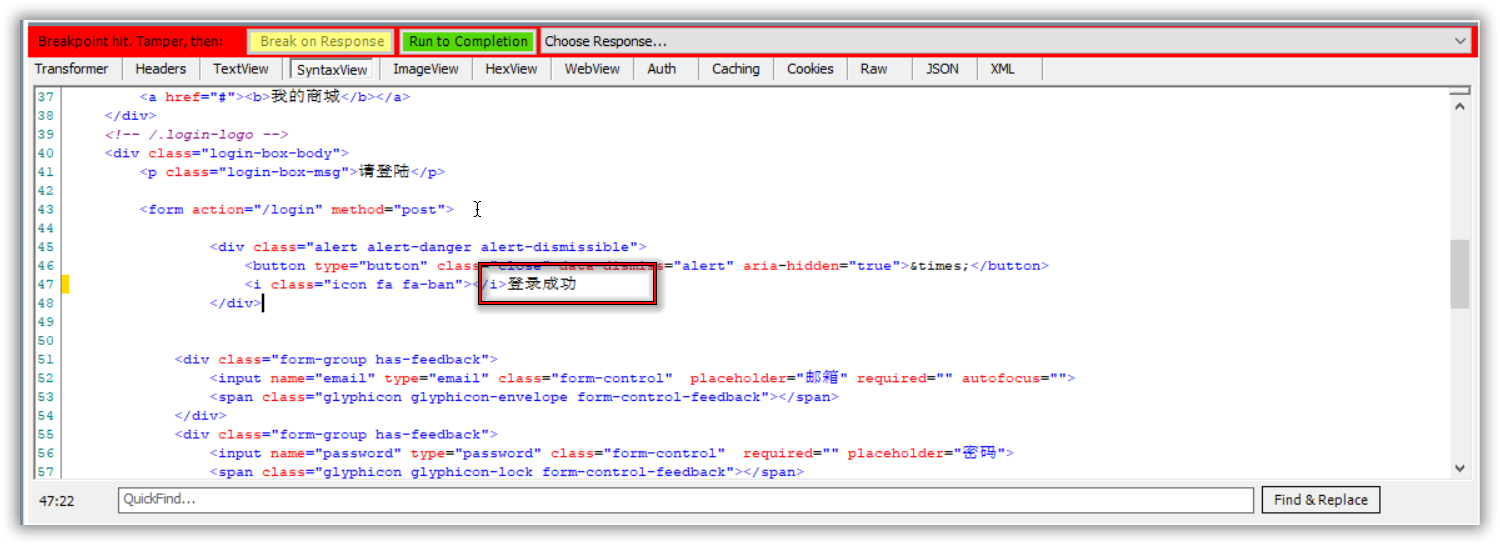 Breakpoint hit. Tamper, then: Break on Response Run to Completion Choose Response...
Transformer Headers TextView SyntaxView ImageView HexView WebView Auth Caching Cookies Raw JSON XML
37 <a href="#"><b>我的商城</b></a>
38 </div>
39 <!-- /.login-logo -->
40 <div class="login-box-body">
41 <p class="login-box-msg">请登陆</p>
42
43 <form action="/login" method="post">
44
45 <div class="alert alert-danger alert-dismissible">
46 <button type="button" class="close" data-dismiss="alert" aria-hidden="true">&times;</button>
47 <i class="icon fa fa-ban"></i>登录成功
48 </div>
49
50
51 <div class="form-group has-feedback">
52 <input name="email" type="email" class="form-control"  placeholder="邮箱" required="" autofocus="">
53 <span class="glyphicon glyphicon-envelope form-control-feedback"></span>
54 </div>
55 <div class="form-group has-feedback">
56 <input name="password" type="password" class="form-control"  required="" placeholder="密码">
57 <span class="glyphicon glyphicon-lock form-control-feedback"></span>
47:22 QuickFind... Find & Replace